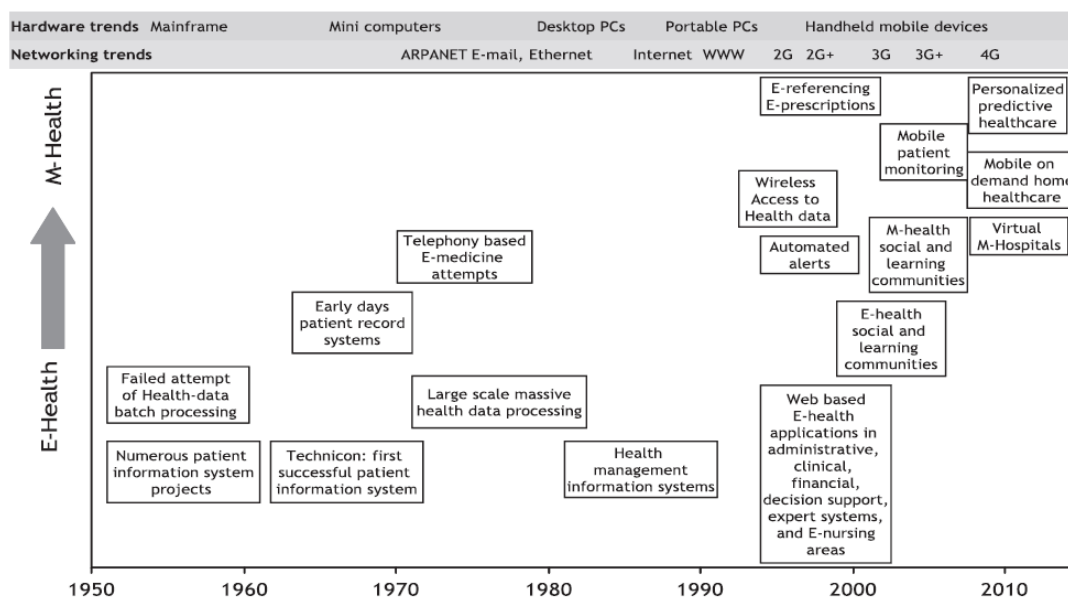 Hardware trends Mainframe Mini computers Desktop PCs Portable PCs Handheld mobile devices
Networking trends ARPANET E-mail, Ethernet Internet WWW 2G 2G+ 3G 3G+ 4G
M-Health
E-Health
E-referencing
E-prescriptions
Personalized
predictive
healthcare
Mobile
patient
monitoring
Mobile on
demand home
healthcare
Wireless
Access to
Health data
Telephony based
E-medicine
attempts
Automated
alerts
M-health
social and
learning
communities
Virtual
M-Hospitals
Early days
patient record
systems
E-health
social and
learning
communities
Failed attempt
of Health-data
batch processing
Large scale massive
health data processing
Web based
E-health
applications in
administrative,
clinical,
financial,
decision support,
expert systems,
and E-nursing
areas
Numerous patient
information system
projects
Technicon: first
successful patient
information system
Health
management
information systems
1950 1960 1970 1980 1990 2000 2010